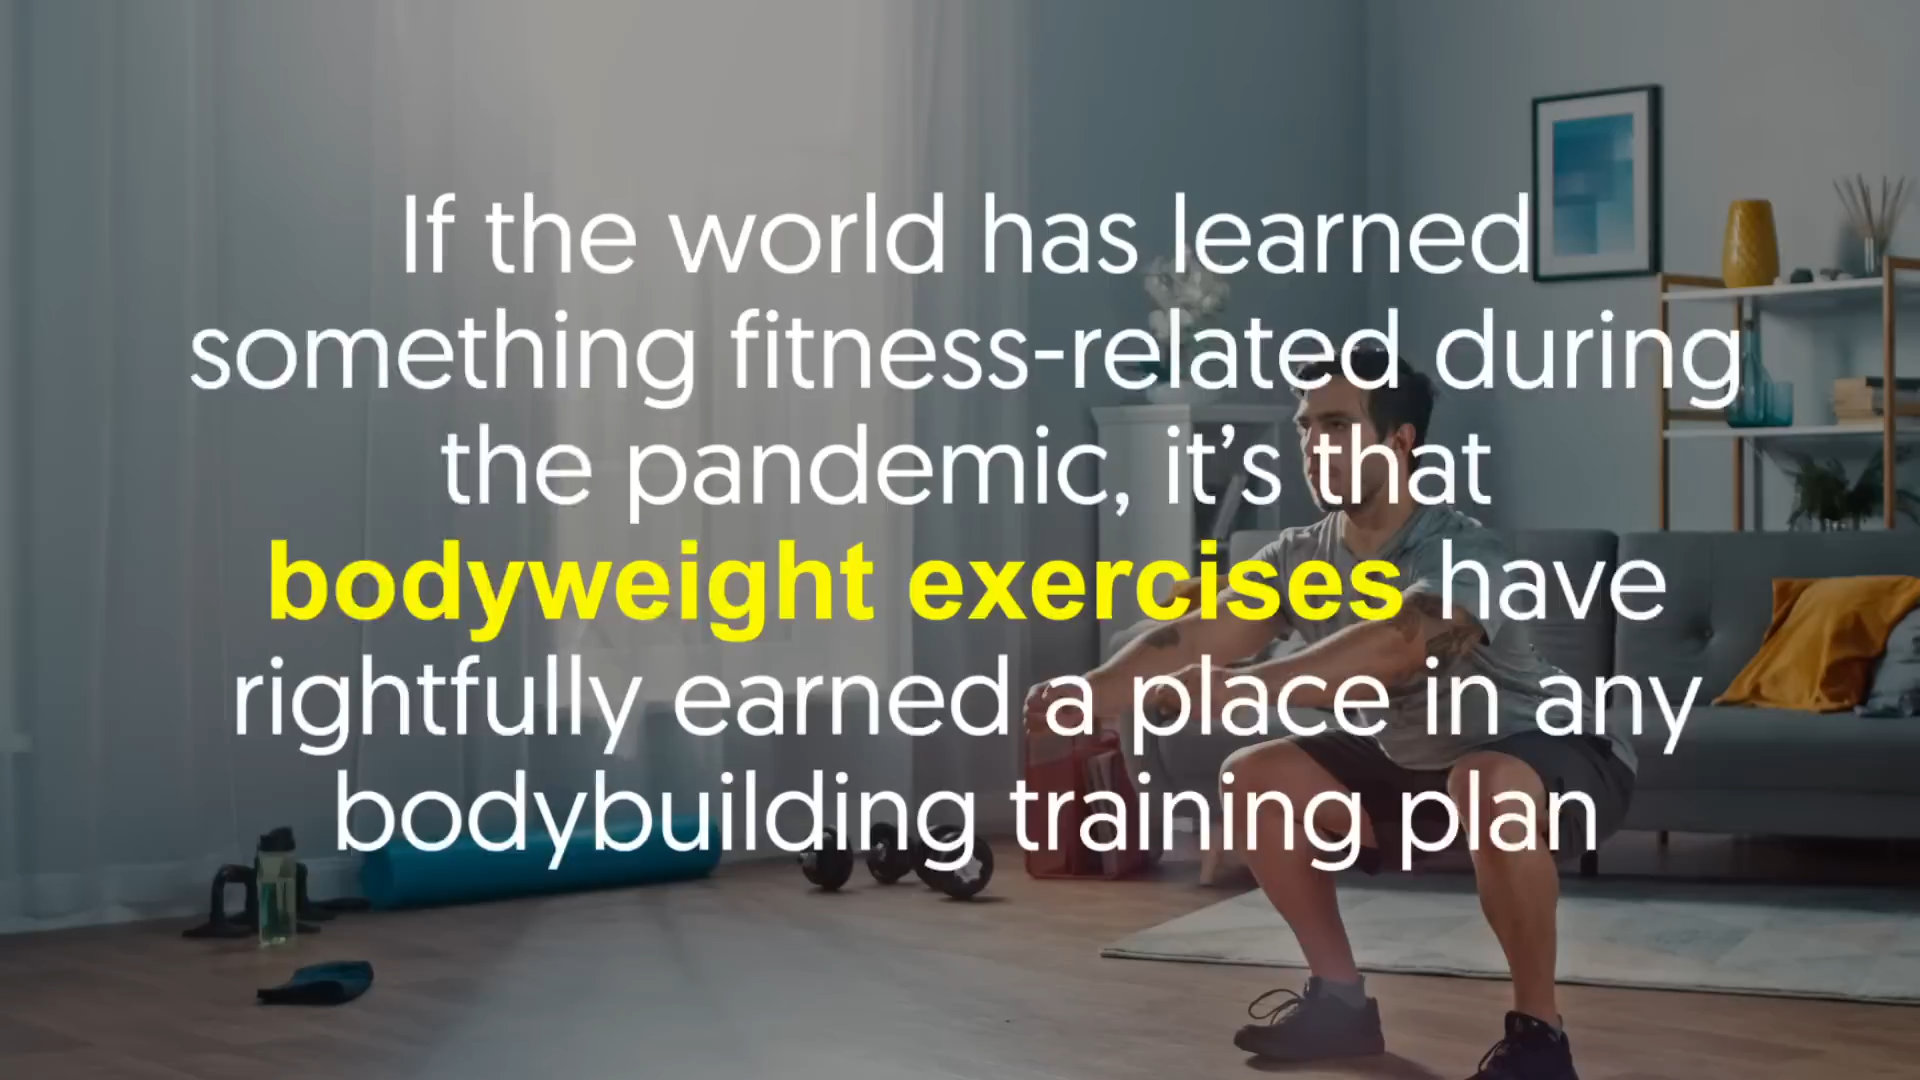 If the world has learned
something fitness-related during
the pandemic, it’s that
bodyweight exercises have
rightfully earned a place in any
bodybuilding training plan